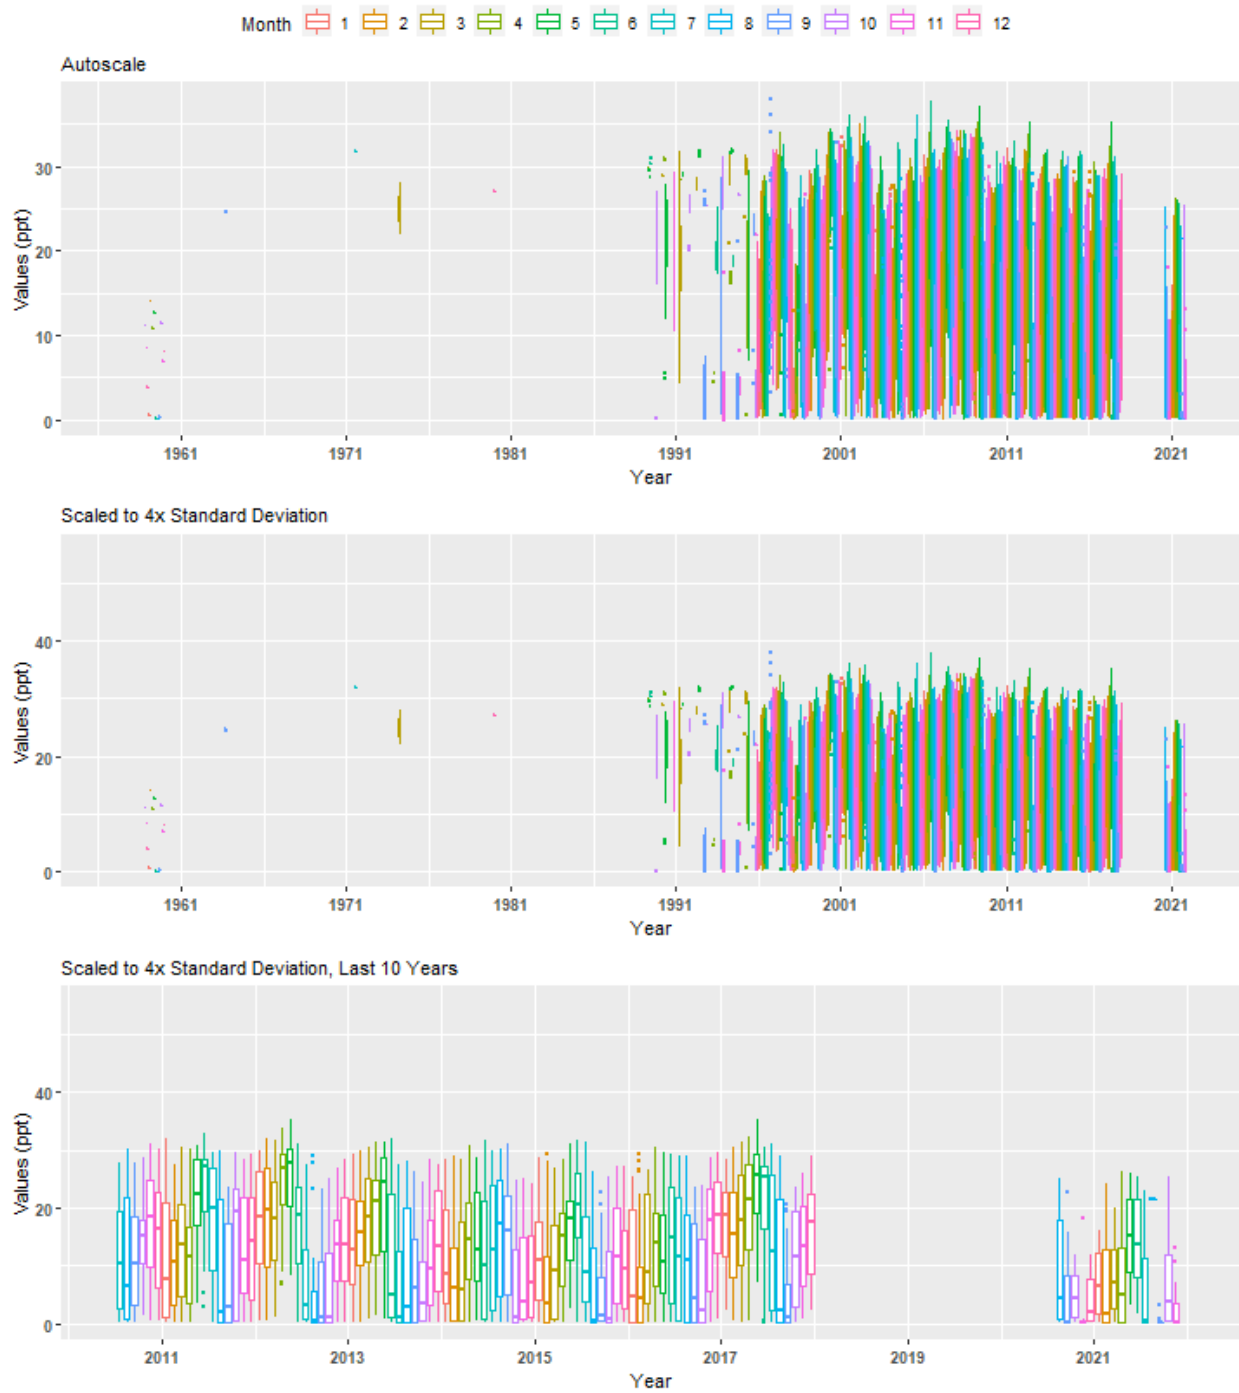 Month 1 2 3 4 5 6 7 8 9 10 11 12
Autoscale
Values (ppt)
30
20
10
0
1961 1971 1981 1991 2001 2011 2021
Year
Scaled to 4x Standard Deviation
Values (ppt)
40
20
0
1961 1971 1981 1991 2001 2011 2021
Year
Scaled to 4x Standard Deviation, Last 10 Years
Values (ppt)
40
20
0
2011 2013 2015 2017 2019 2021
Year